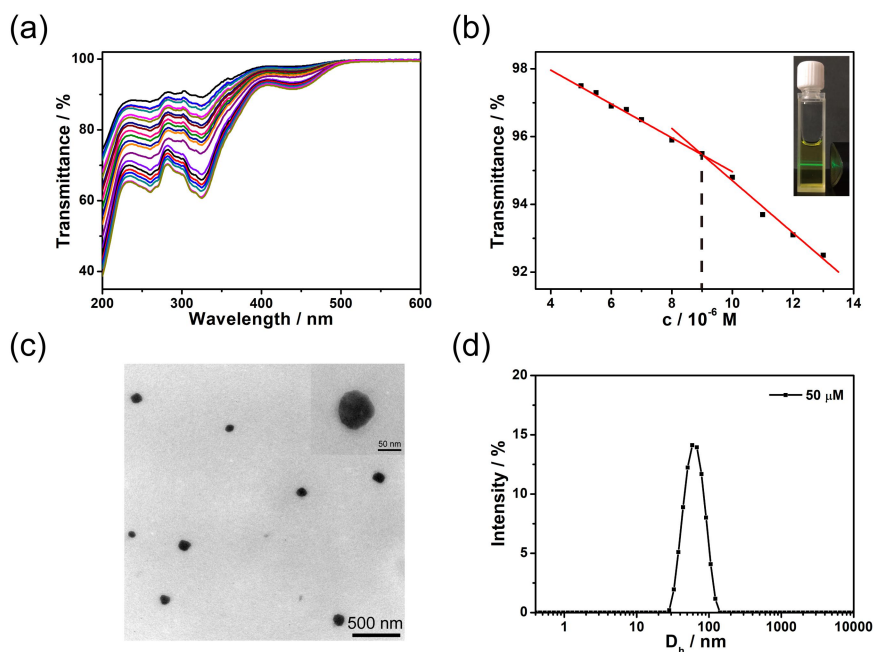 (a)
100
80
60
40
200
300
400
500
600
Transmittance / %
Wavelength / nm
(b)
98
96
94
92
4
6
8
10
12
14
Transmittance / %
c / 10⁻⁶ M
(c)
50 nm
500 nm
(d)
20
15
10
5
0
1
10
100
1000
10000
Intensity / %
50 μM
Dₕ / nm